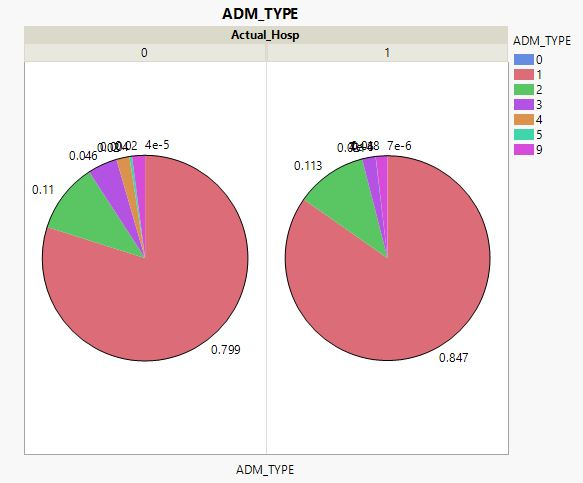 ADM_TYPE
Actual_Hosp
0 1
ADM_TYPE
0
1
2
3
4
5
9
4e-5
0.046
0.11
0.799
7e-6
0.113
0.847
ADM_TYPE